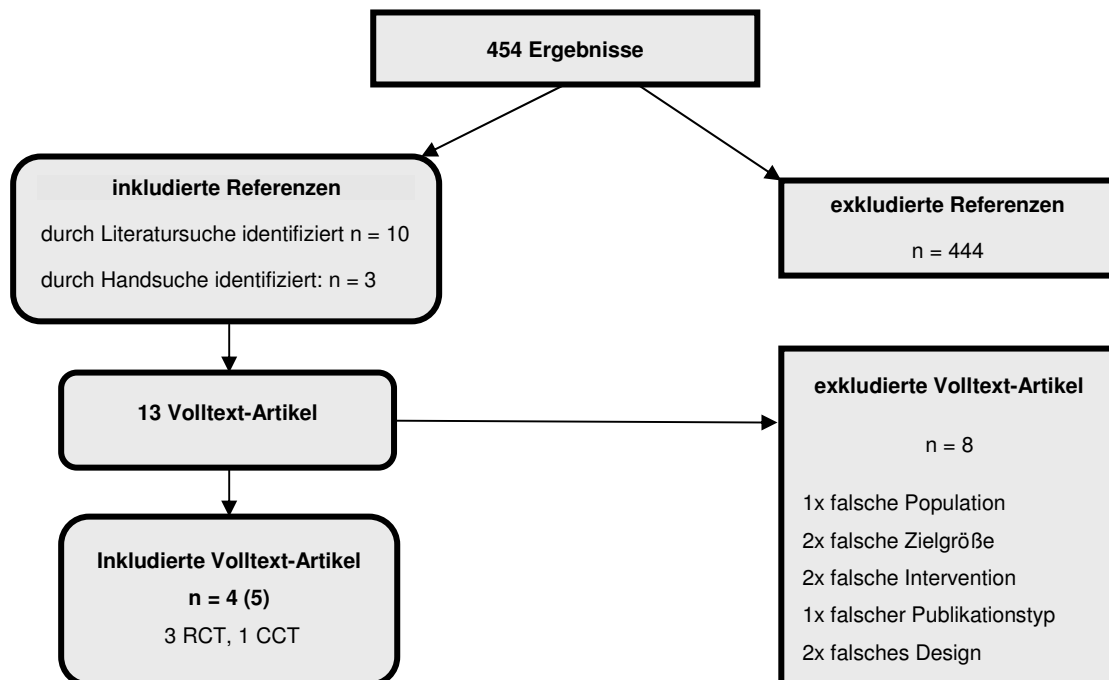 454 Ergebnisse
inkludierte Referenzen
durch Literatursuche identifiziert n = 10
durch Handsuche identifiziert: n = 3
exkludierte Referenzen
n = 444
13 Volltext-Artikel
exkludierte Volltext-Artikel
n = 8
1x falsche Population
2x falsche Zielgröße
2x falsche Intervention
1x falscher Publikationstyp
2x falsches Design
Inkludierte Volltext-Artikel
n = 4 (5)
3 RCT, 1 CCT